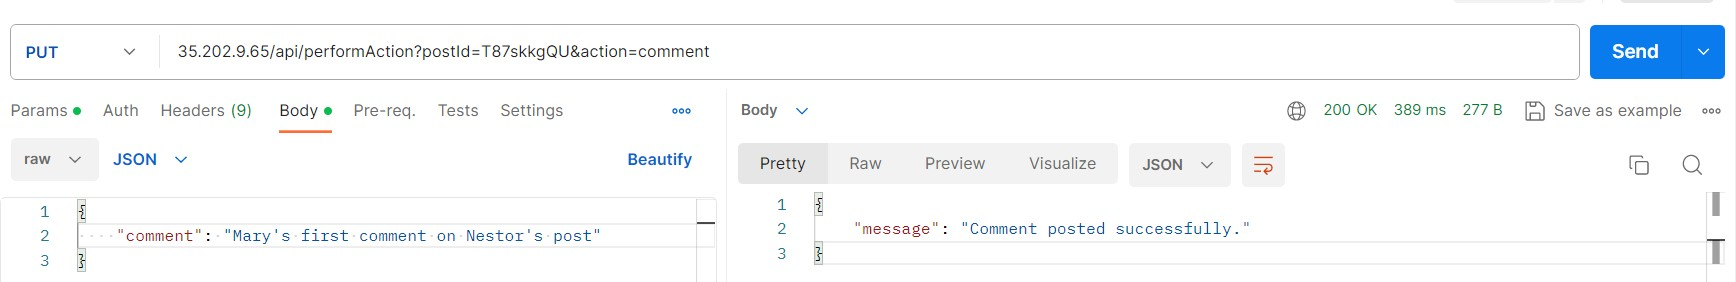 PUT 35.202.9.65/api/performAction?postId=T87skkgQU&action=comment Send
Params Auth Headers (9) Body Pre-req. Tests Settings
raw JSON Beautify
1 {
2 "comment": "Mary's first comment on Nestor's post"
3 }
Body 200 OK 389 ms 277 B Save as example
Pretty Raw Preview Visualize JSON
1 {
2 "message": "Comment posted successfully."
3 }